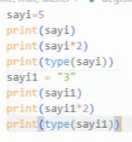 sayi=5
print(sayi)
print(sayi*2)
print(type(sayi))
sayi1 = "3"
print(sayi1)
print(sayi1*2)
print(type(sayi1))